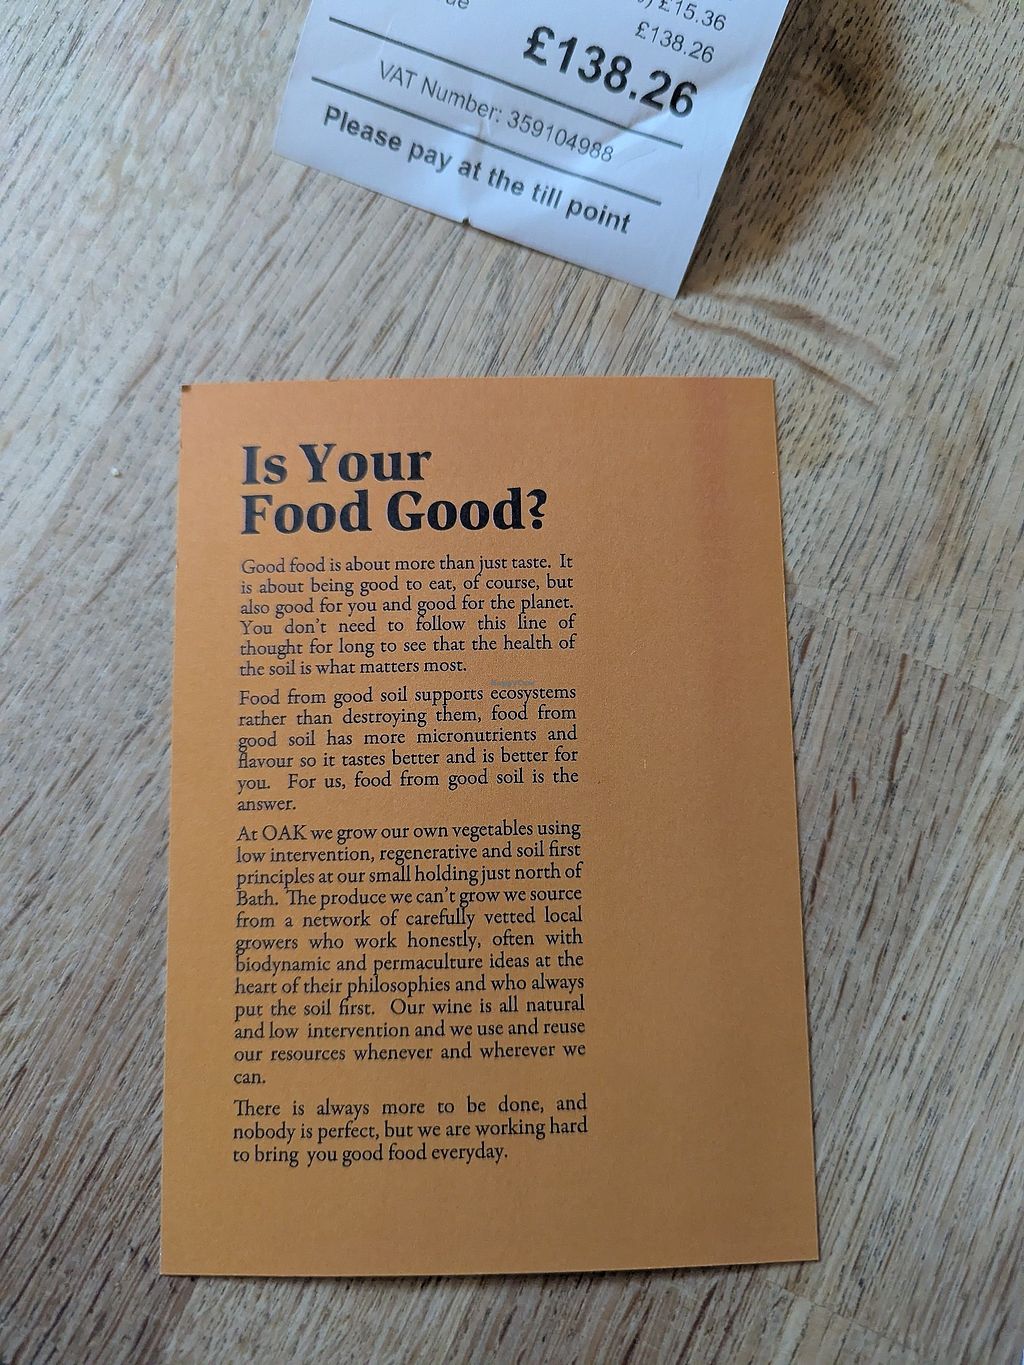 £15.36
£138.26
£138.26
VAT Number: 359104988
Please pay at the till point
Is Your
Food Good?
Good food is about more than just taste. It
is about being good to eat, of course, but
also good for you and good for the planet.
You don't need to follow this line of
thought for long to see that the health of
the soil is what matters most.
Food from good soil supports ecosystems
rather than destroying them, food from
good soil has more micronutrients and
flavour so it tastes better and is better for
you. For us, food from good soil is the
answer.
At OAK we grow our own vegetables using
low intervention, regenerative and soil first
principles at our small holding just north of
Bath. The produce we can't grow we source
from a network of carefully vetted local
growers who work honestly, often with
biodynamic and permaculture ideas at the
heart of their philosophies and who always
put the soil first. Our wine is all natural
and low intervention and we use and reuse
our resources whenever and wherever we
can.
There is always more to be done, and
nobody is perfect, but we are working hard
to bring you good food everyday.